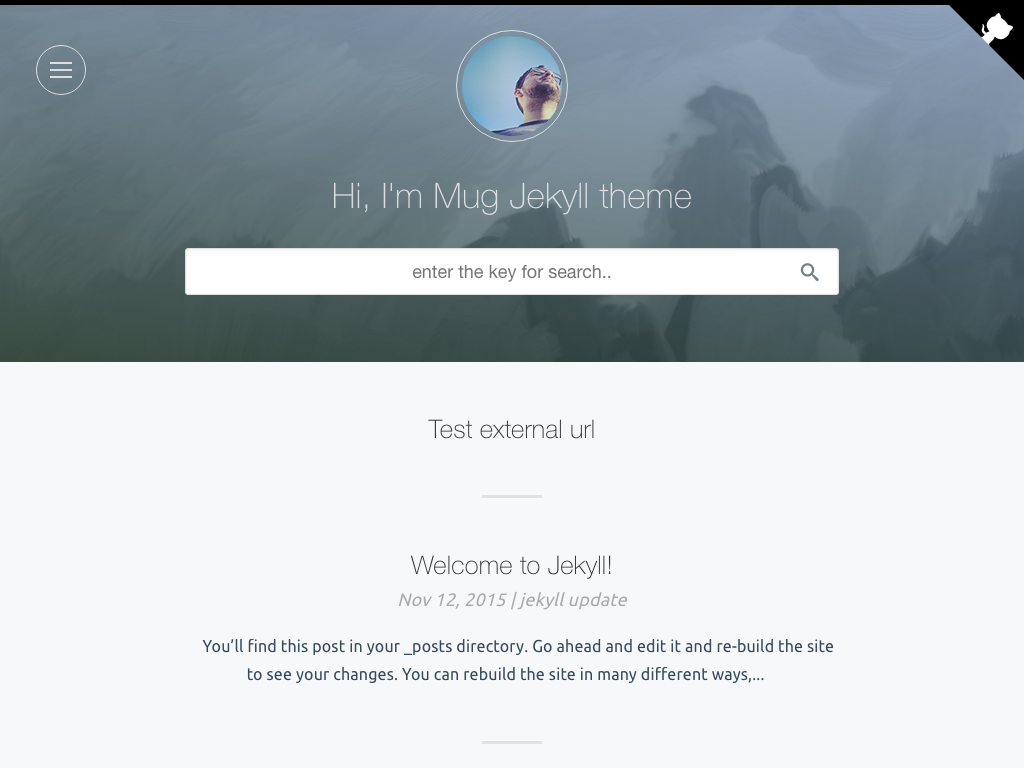 Hi, I'm Mug Jekyll theme
enter the key for search..
Test external url
Welcome to Jekyll!
Nov 12, 2015 | jekyll update
You’ll find this post in your _posts directory. Go ahead and edit it and re-build the site
to see your changes. You can rebuild the site in many different ways,...